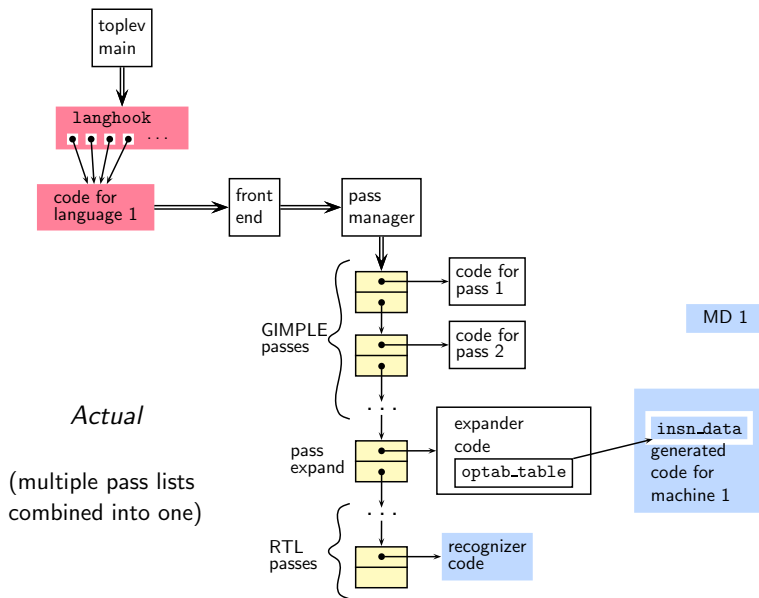 toplev
main
langhook
. . .
code for
language 1
front
end
pass
manager
code for
pass 1
GIMPLE
passes
code for
pass 2
MD 1
. . .
Actual
(multiple pass lists
combined into one)
pass
expand
expander
code
optab_table
insn_data
generated
code for
machine 1
. . .
RTL
passes
recognizer
code